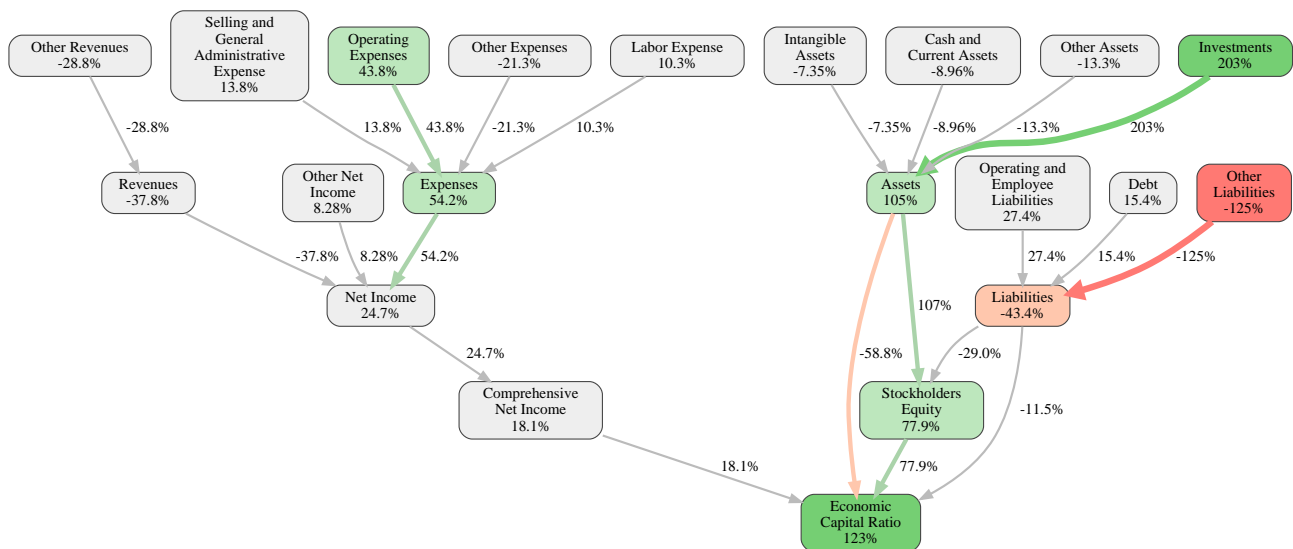 Other Revenues
-28.8%
Selling and
General
Administrative
Expense
13.8%
Operating
Expenses
43.8%
Other Expenses
-21.3%
Labor Expense
10.3%
Intangible
Assets
-7.35%
Cash and
Current Assets
-8.96%
Other Assets
-13.3%
Investments
203%
-28.8%
13.8%
43.8%
-21.3%
10.3%
-7.35%
-8.96%
-13.3%
203%
Revenues
-37.8%
Other Net
Income
8.28%
Expenses
54.2%
Assets
105%
Operating and
Employee
Liabilities
27.4%
Debt
15.4%
Other
Liabilities
-125%
-37.8%
8.28%
54.2%
27.4%
15.4%
-125%
Net Income
24.7%
107%
Liabilities
-43.4%
24.7%
-58.8%
-29.0%
Comprehensive
Net Income
18.1%
Stockholders
Equity
77.9%
-11.5%
18.1%
77.9%
Economic
Capital Ratio
123%